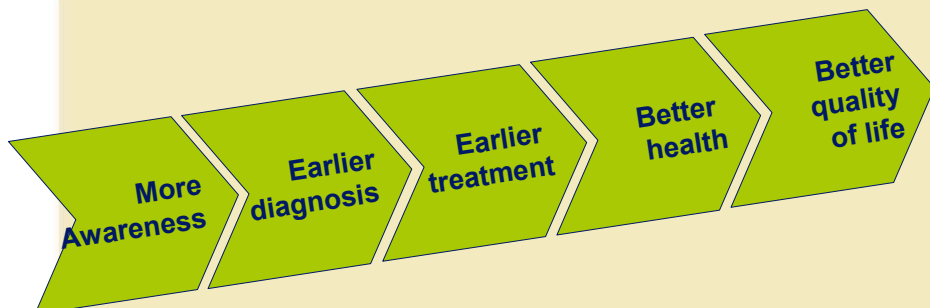 More
Awareness
Earlier
diagnosis
Earlier
treatment
Better
health
Better
quality
of life